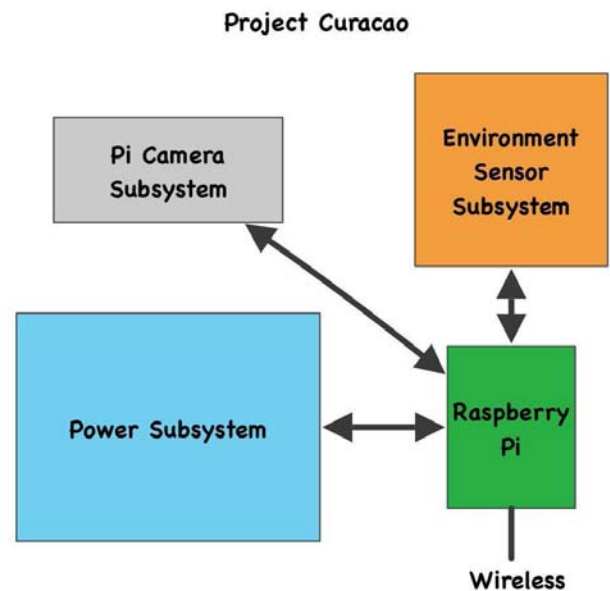 Project Curacao
Pi Camera
Subsystem
Environment
Sensor
Subsystem
Power Subsystem
Raspberry
Pi
Wireless